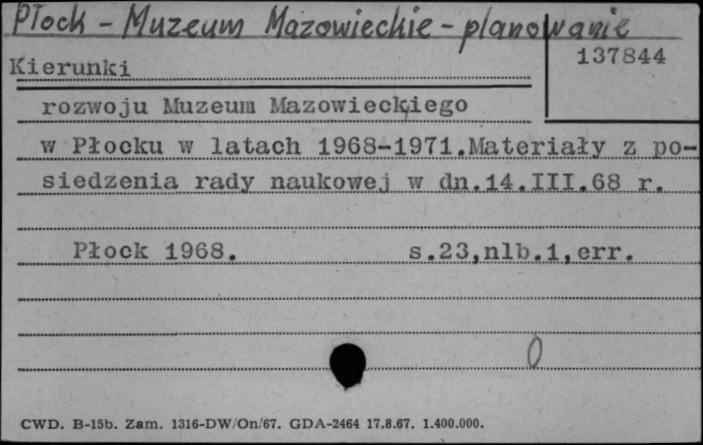 Płock - Muzeum Mazowieckie - planowanie
137844
Kierunki
rozwoju Muzeum Mazowieckiego
w Płocku w latach 1968-1971.Materiały z po-
siedzenia rady naukowej w dn.14.III.68 r.
Płock 1968. s.23,nlb.1,err.
0
CWD. B-15b. Zam. 1316-DW/On/67. GDA-2464 17.8.67. 1.400.000.